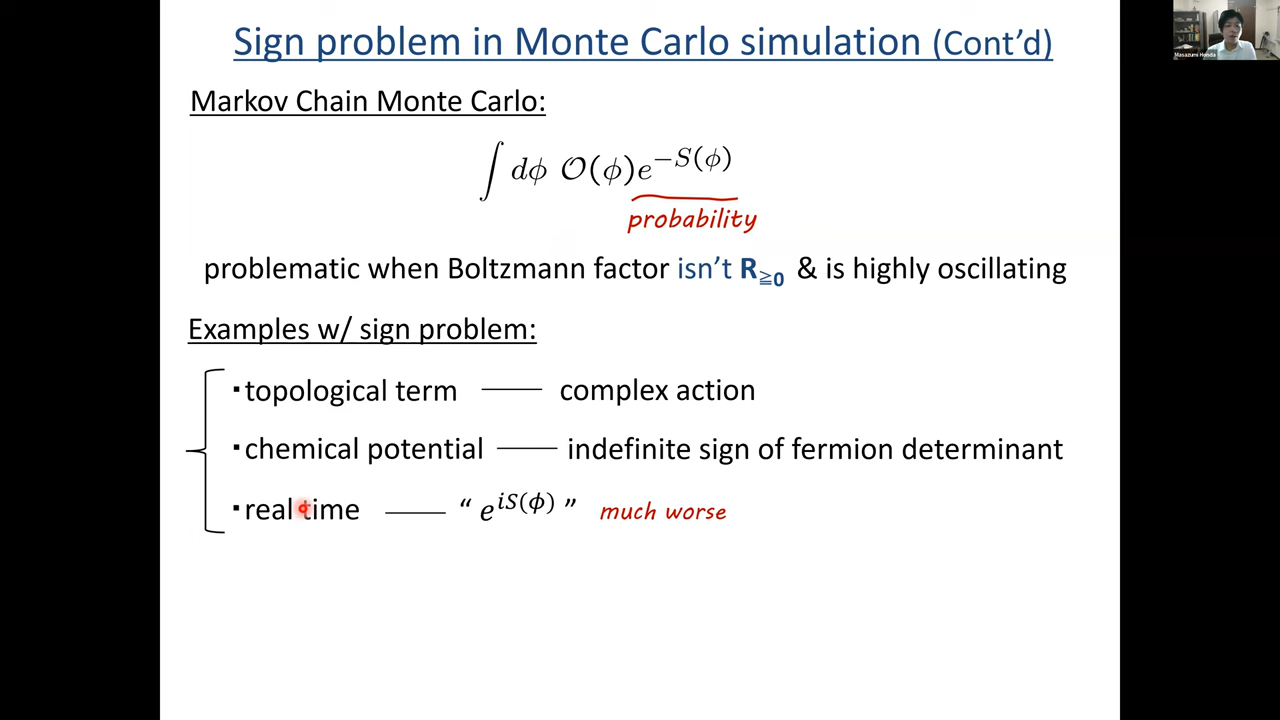 Sign problem in Monte Carlo simulation (Cont’d)
Masazumi Honda
Markov Chain Monte Carlo:
∫ dϕ 𝒪(ϕ)e^{−S(ϕ)}
probability
problematic when Boltzmann factor isn’t R≧0 & is highly oscillating
Examples w/ sign problem:
・topological term —— complex action
・chemical potential —— indefinite sign of fermion determinant
・real time —— “ e^{iS(ϕ)} ” much worse